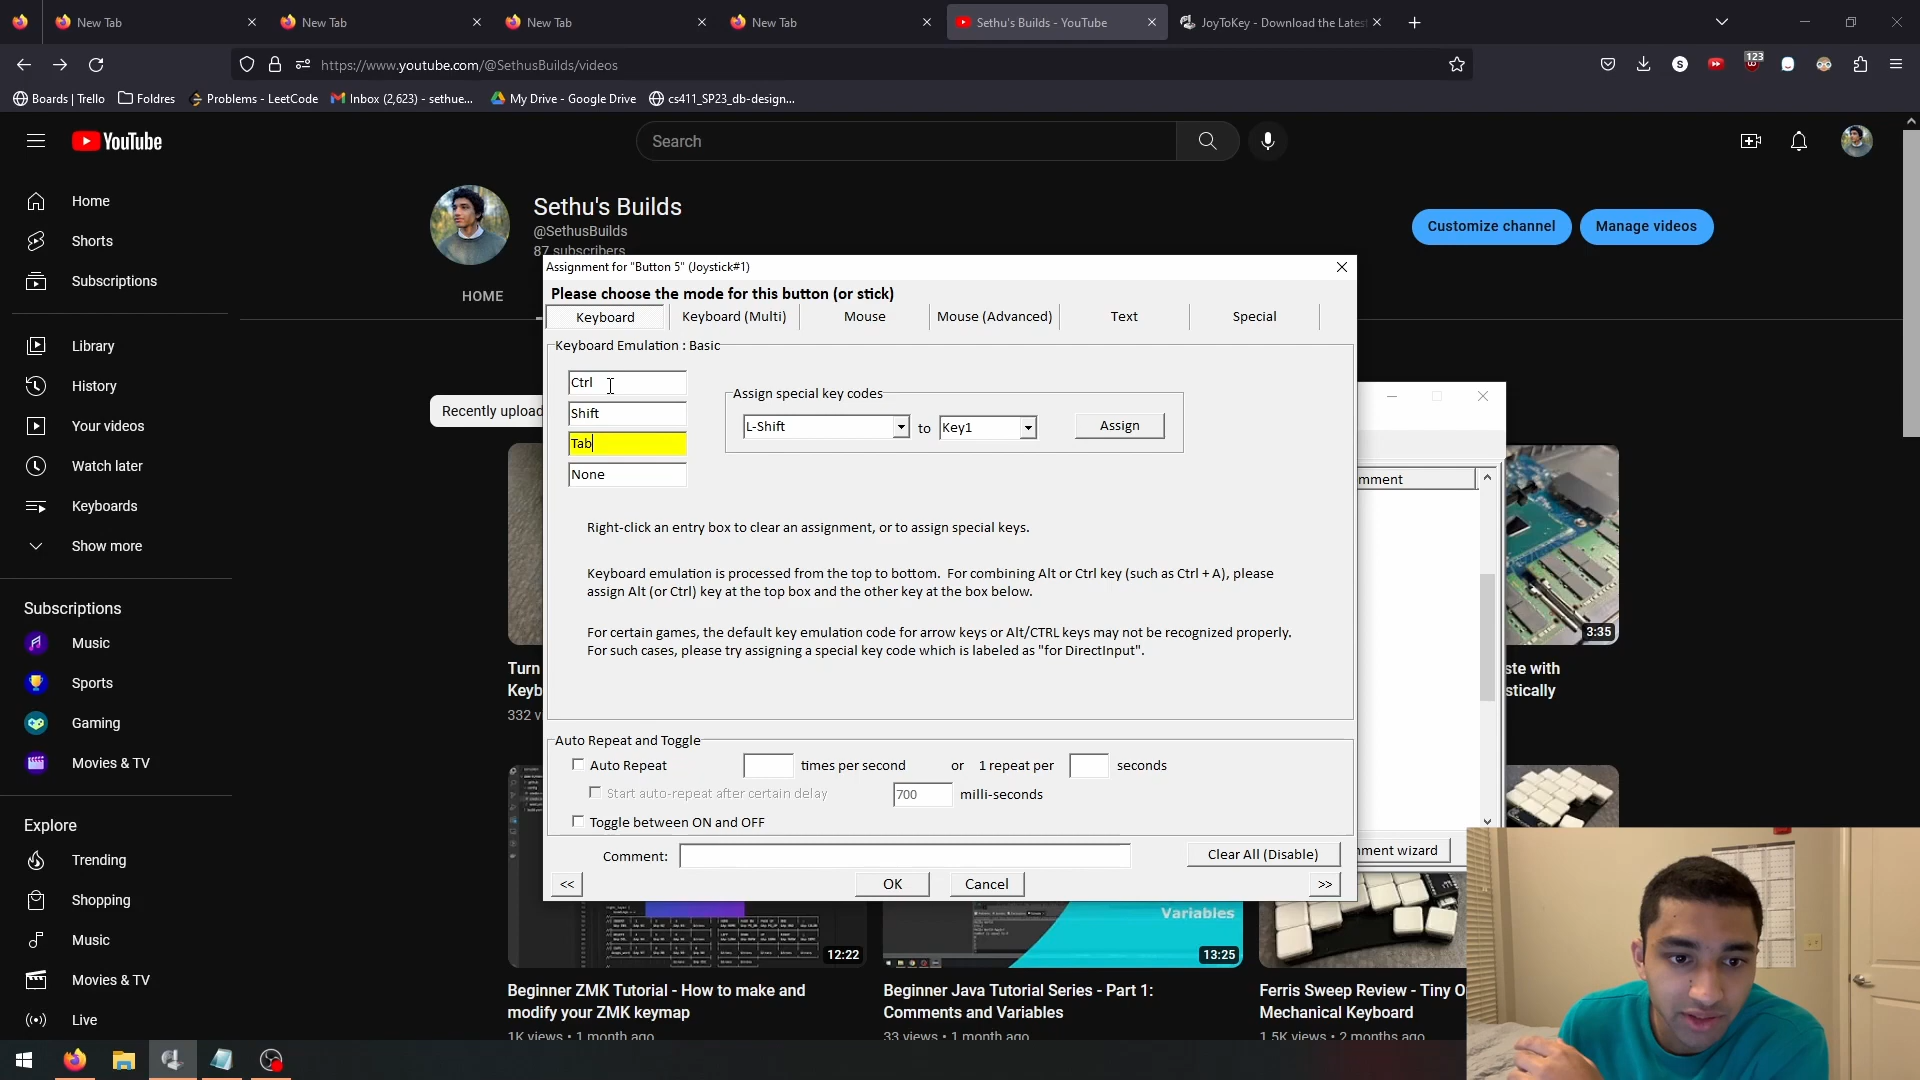 New Tab
New Tab
New Tab
New Tab
Sethu's Builds - YouTube
JoyToKey - Download the Lates
https://www.youtube.com/@SethusBuilds/videos
S
123
Boards | Trello
Foldres
Problems - LeetCode
Inbox (2,623) - sethue...
My Drive - Google Drive
cs411_SP23_db-design...
YouTube
Search
Home
Shorts
Subscriptions
Library
History
Your videos
Watch later
Keyboards
Show more
Subscriptions
Music
Sports
Gaming
Movies & TV
Explore
Trending
Shopping
Music
Movies & TV
Live
Sethu's Builds
@SethusBuilds
87 subscribers
Customize channel
Manage videos
HOME
Recently upload
Assignment for "Button 5" (Joystick#1)
Please choose the mode for this button (or stick)
Keyboard
Keyboard (Multi)
Mouse
Mouse (Advanced)
Text
Special
Keyboard Emulation : Basic
Ctrl
Shift
Tab
None
Assign special key codes
L-Shift
to
Key1
Assign
Right-click an entry box to clear an assignment, or to assign special keys.
Keyboard emulation is processed from the top to bottom. For combining Alt or Ctrl key (such as Ctrl + A), please
assign Alt (or Ctrl) key at the top box and the other key at the box below.
For certain games, the default key emulation code for arrow keys or Alt/CTRL keys may not be recognized properly.
For such cases, please try assigning a special key code which is labeled as "for DirectInput".
Auto Repeat and Toggle
Auto Repeat
times per second
or
1 repeat per
seconds
Start auto-repeat after certain delay
700
milli-seconds
Toggle between ON and OFF
Comment:
Clear All (Disable)
<<
OK
Cancel
>>
mment
ment wizard
Turn
Keyb
332 v
3:35
ste with
stically
12:22
Beginner ZMK Tutorial - How to make and
modify your ZMK keymap
1K views • 1 month ago
Variables
13:25
Beginner Java Tutorial Series - Part 1:
Comments and Variables
33 views • 1 month ago
Ferris Sweep Review - Tiny O
Mechanical Keyboard
1.5K views • 2 months ago